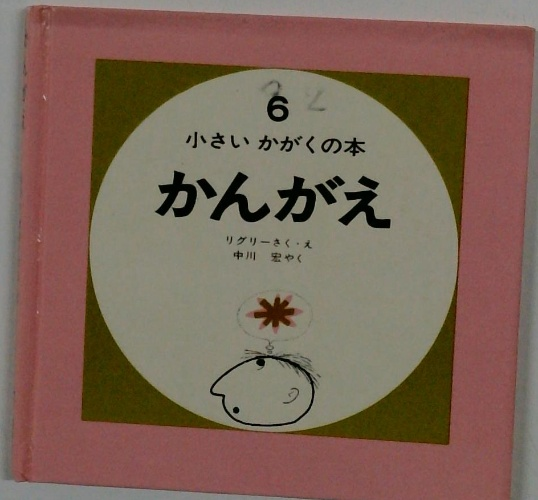 6
小さい かがくの本
かんがえ
リグリーさく・え
中川 宏やく